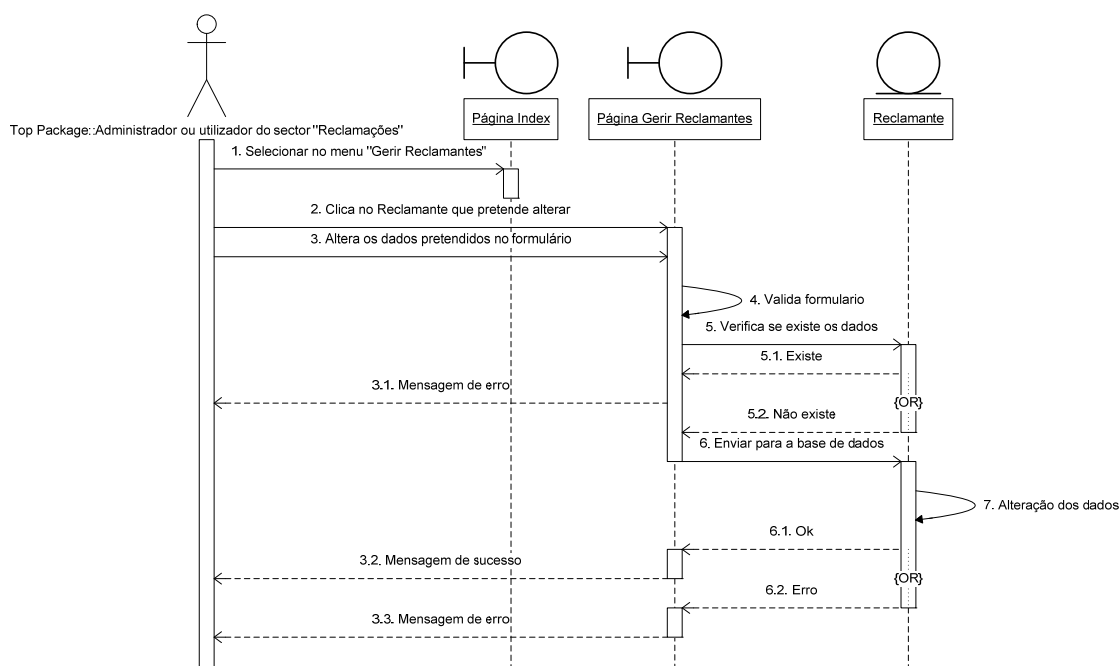 Página Index
Página Gerir Reclamantes
Reclamante
Top Package::Administrador ou utilizador do sector "Reclamações"
1. Selecionar no menu "Gerir Reclamantes"
2. Clica no Reclamante que pretende alterar
3. Altera os dados pretendidos no formulário
4. Valida formulario
5. Verifica se existe os dados
5.1. Existe
3.1. Mensagem de erro
{OR}
5.2. Não existe
6. Enviar para a base de dados
7. Alteração dos dados
6.1. Ok
3.2. Mensagem de sucesso
{OR}
6.2. Erro
3.3. Mensagem de erro